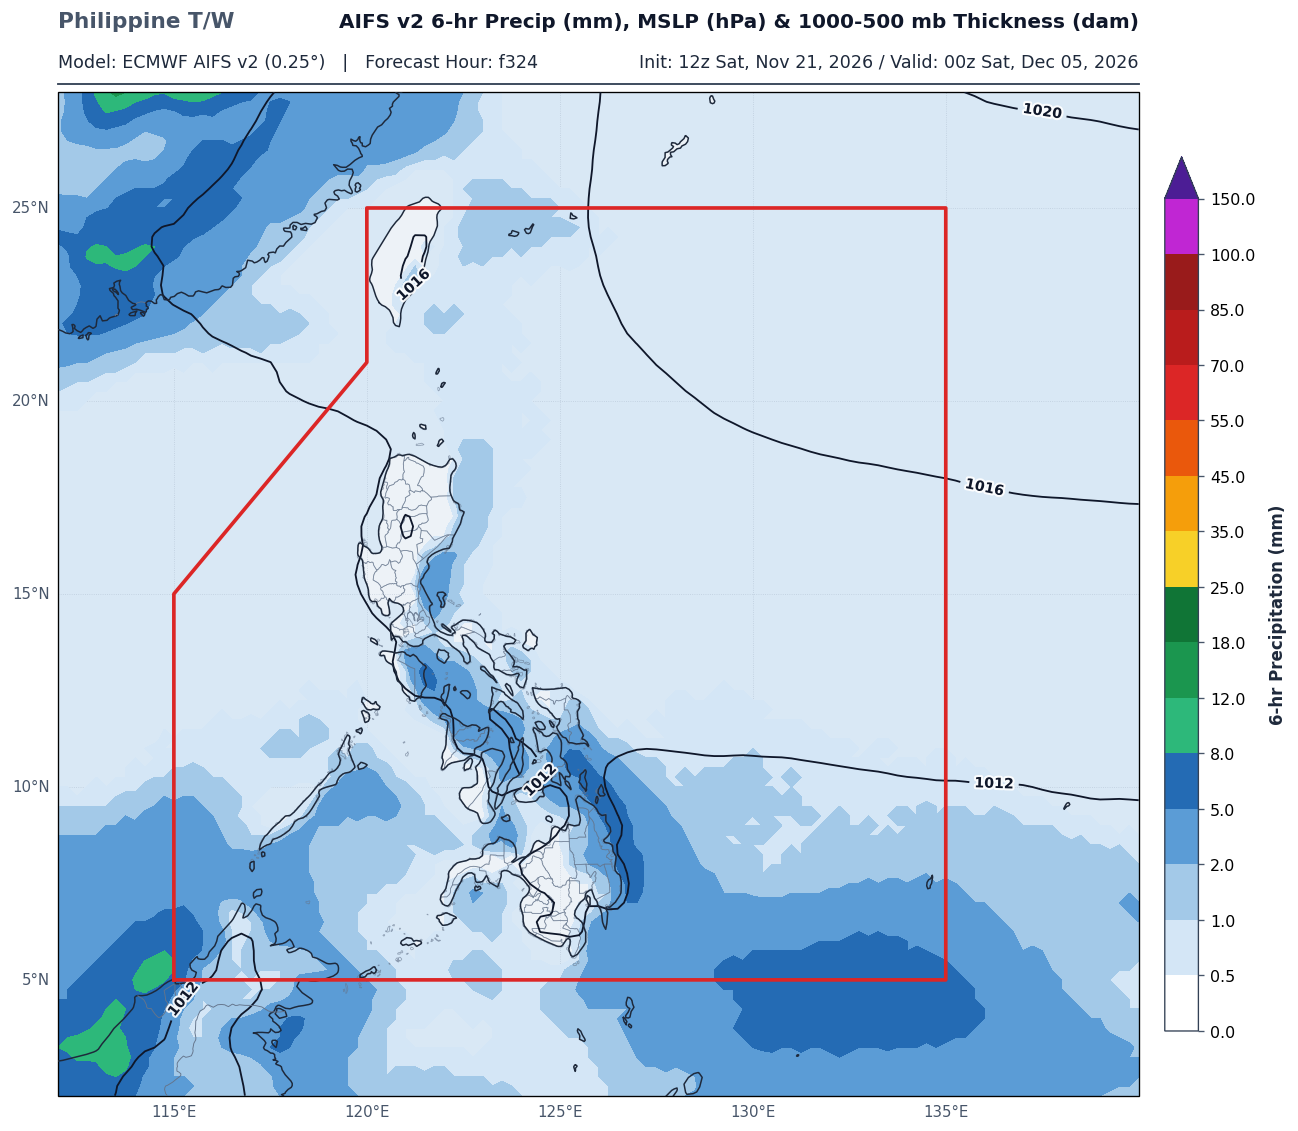 Philippine T/W
AIFS v2 6-hr Precip (mm), MSLP (hPa) & 1000-500 mb Thickness (dam)
Model: ECMWF AIFS v2 (0.25°) | Forecast Hour: f324
Init: 12z Sat, Nov 21, 2026 / Valid: 00z Sat, Dec 05, 2026
1020
25°N
1016
20°N
1016
15°N
1012
10°N
1012
5°N
1012
115°E
120°E
125°E
130°E
135°E
150.0
100.0
85.0
70.0
55.0
45.0
35.0
25.0
18.0
12.0
8.0
5.0
2.0
1.0
0.5
0.0
6-hr Precipitation (mm)